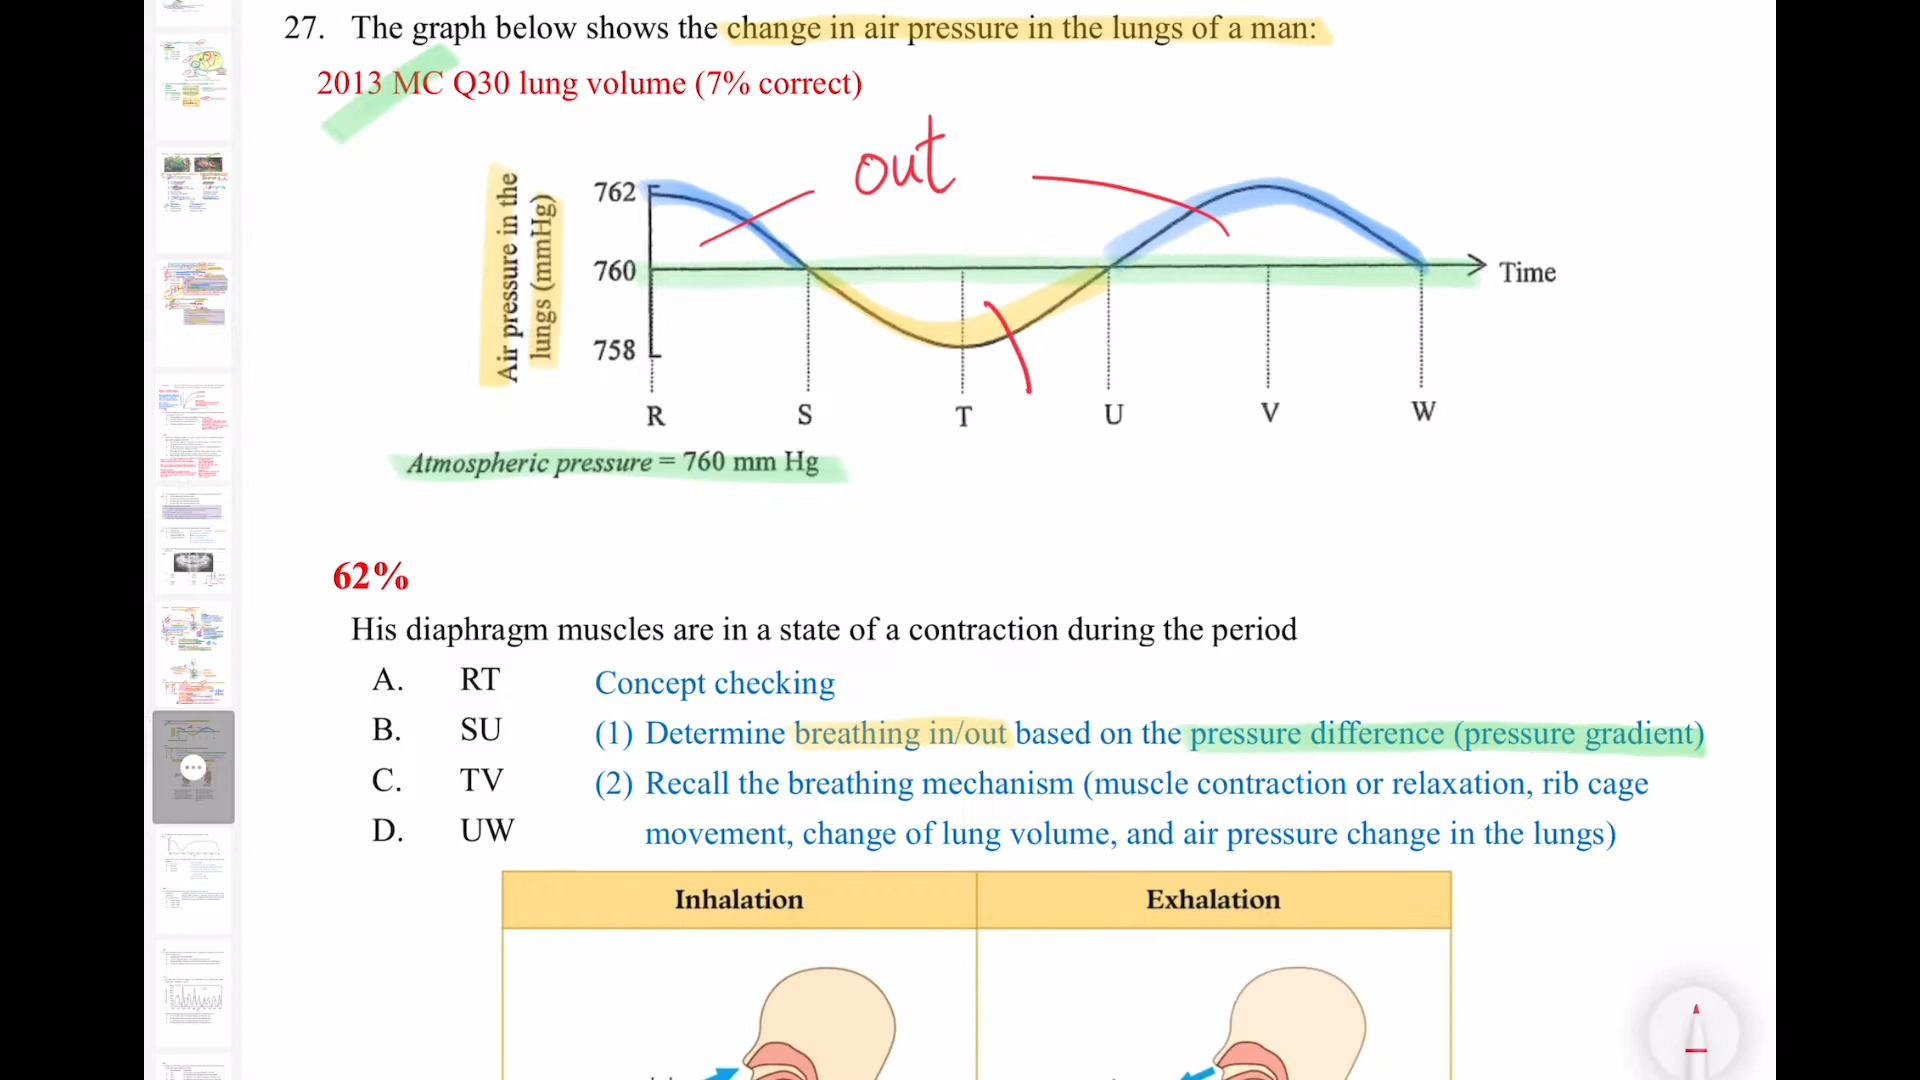 27. The graph below shows the change in air pressure in the lungs of a man:
2013 MC Q30 lung volume (7% correct)
out
Air pressure in the
lungs (mmHg)
762
760
758
Time
R S T U V W
Atmospheric pressure = 760 mm Hg
62%
His diaphragm muscles are in a state of a contraction during the period
A. RT Concept checking
B. SU (1) Determine breathing in/out based on the pressure difference (pressure gradient)
C. TV (2) Recall the breathing mechanism (muscle contraction or relaxation, rib cage
D. UW movement, change of lung volume, and air pressure change in the lungs)
Inhalation Exhalation